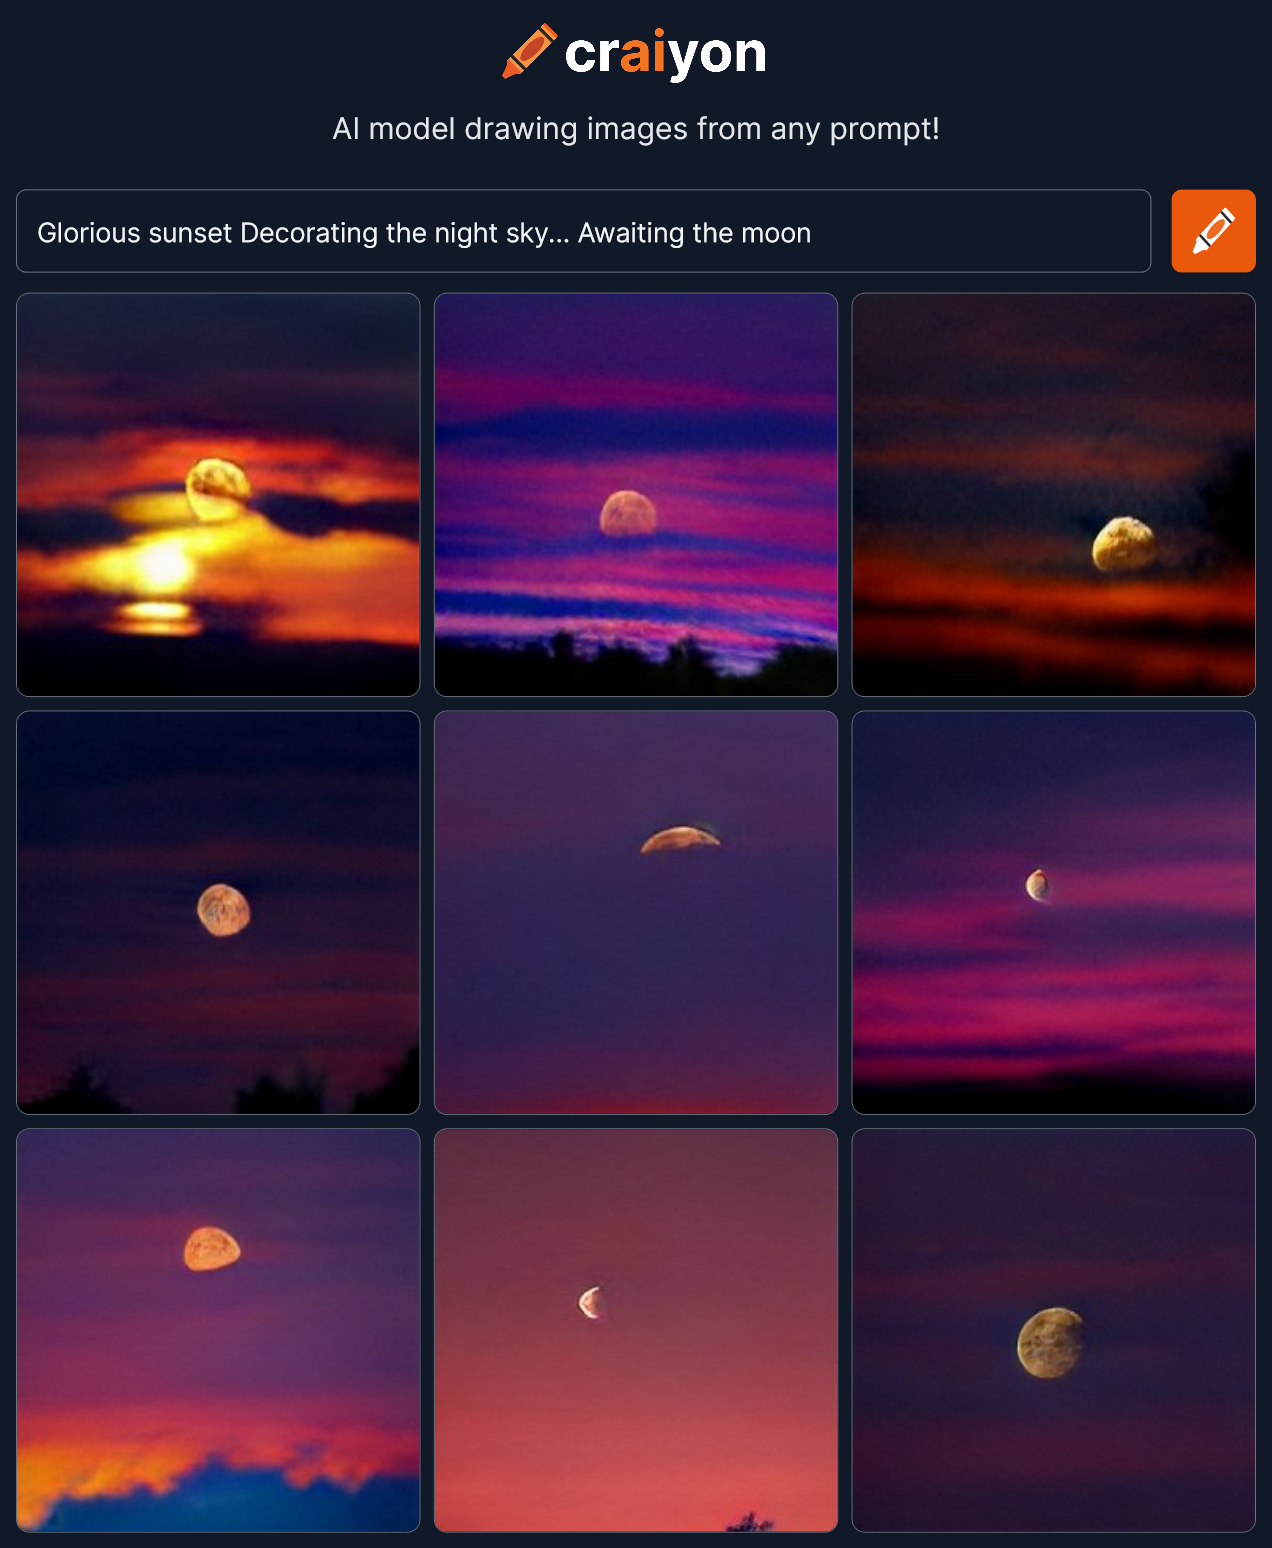 craiyon
AI model drawing images from any prompt!
Glorious sunset Decorating the night sky... Awaiting the moon